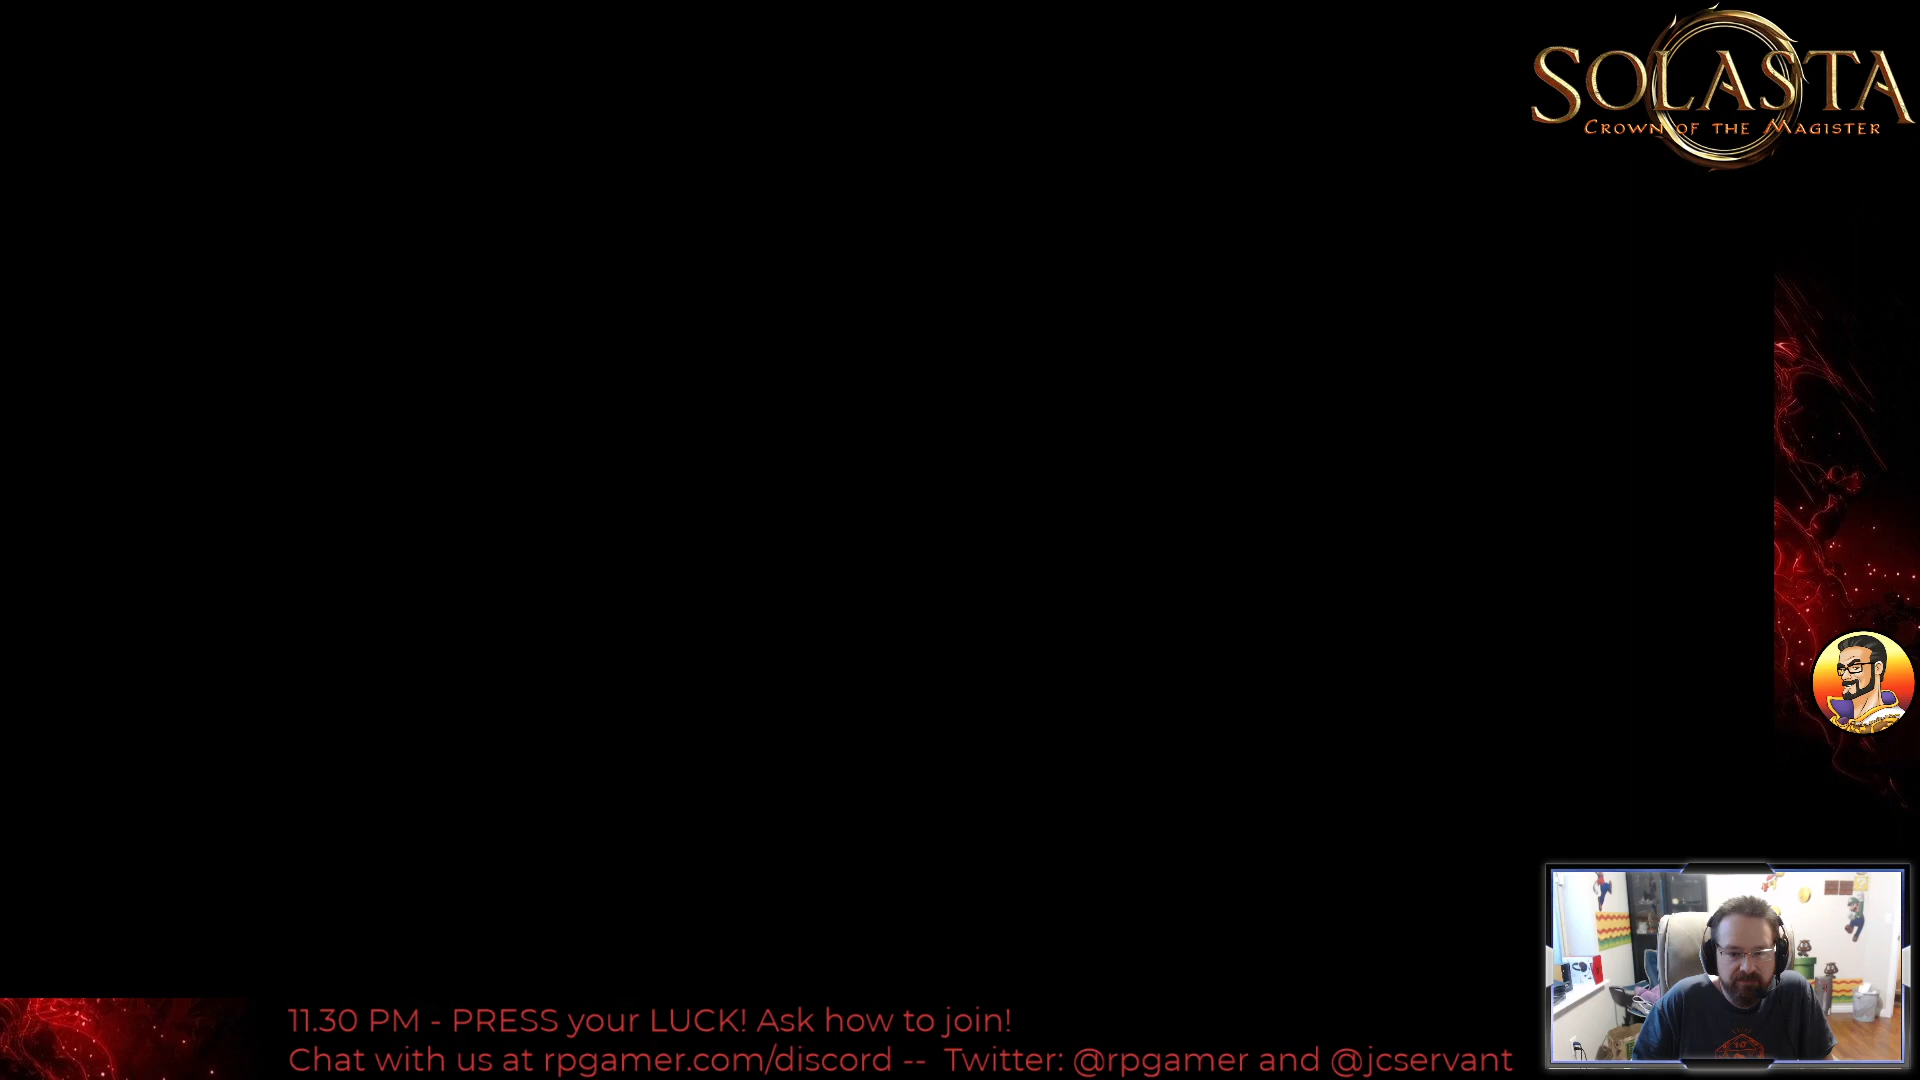 SOLASTA
CROWN OF THE MAGISTER
11.30 PM - PRESS your LUCK! Ask how to join!
Chat with us at rpgamer.com/discord -- Twitter: @rpgamer and @jcservant